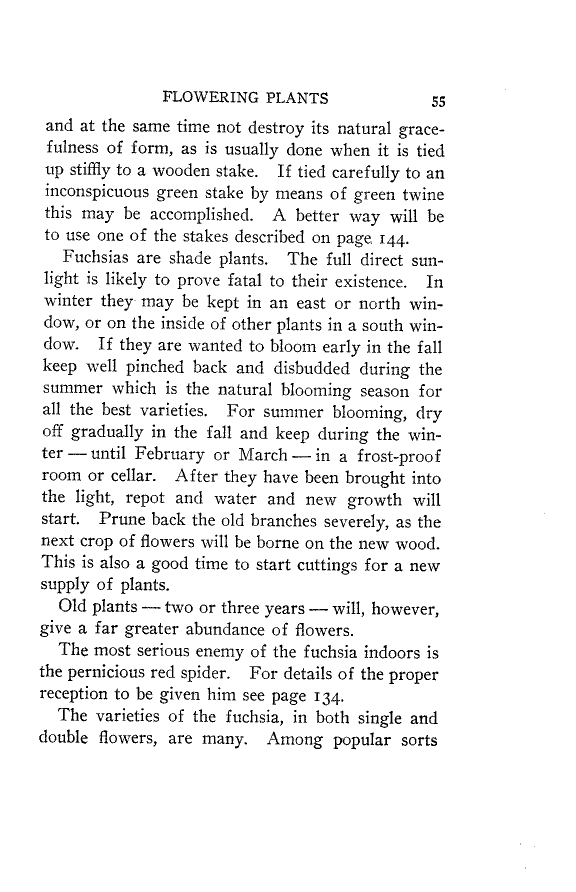 FLOWERING PLANTS 55
and at the same time not destroy its natural grace-
fulness of form, as is usually done when it is tied
up stiffly to a wooden stake. If tied carefully to an
inconspicuous green stake by means of green twine
this may be accomplished. A better way will be
to use one of the stakes described on page 144.
Fuchsias are shade plants. The full direct sun-
light is likely to prove fatal to their existence. In
winter they may be kept in an east or north win-
dow, or on the inside of other plants in a south win-
dow. If they are wanted to bloom early in the fall
keep well pinched back and disbudded during the
summer which is the natural blooming season for
all the best varieties. For summer blooming, dry
off gradually in the fall and keep during the win-
ter — until February or March — in a frost-proof
room or cellar. After they have been brought into
the light, repot and water and new growth will
start. Prune back the old branches severely, as the
next crop of flowers will be borne on the new wood.
This is also a good time to start cuttings for a new
supply of plants.
Old plants — two or three years — will, however,
give a far greater abundance of flowers.
The most serious enemy of the fuchsia indoors is
the pernicious red spider. For details of the proper
reception to be given him see page 134.
The varieties of the fuchsia, in both single and
double flowers, are many. Among popular sorts